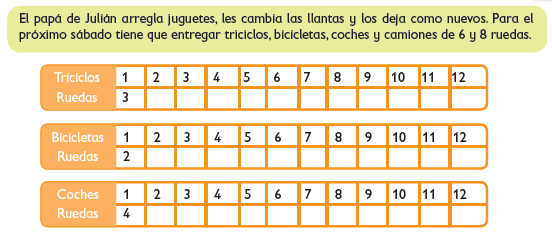 El papá de Julián arregla juguetes, les cambia las llantas y los deja como nuevos. Para el
próximo sábado tiene que entregar triciclos, bicicletas, coches y camiones de 6 y 8 ruedas.
Triciclos 1 2 3 4 5 6 7 8 9 10 11 12
Ruedas 3
Bicicletas 1 2 3 4 5 6 7 8 9 10 11 12
Ruedas 2
Coches 1 2 3 4 5 6 7 8 9 10 11 12
Ruedas 4